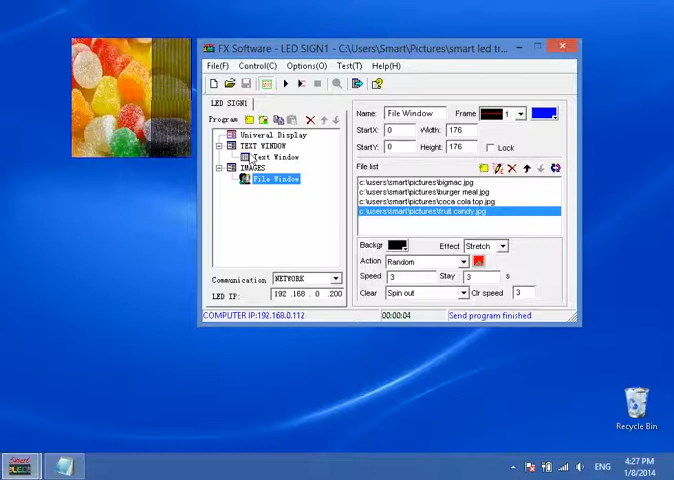 FX Software - LED SIGN1 - C:\Users\Smart\Pictures\smart led tr...
File(F) Control(C) Options(O) Test(T) Help(H)
LED SIGN1
Program
Univeral Display
TEXT WINDOW
Text Window
IMAGES
File Window
Communication NETWORK
LED IP: 192 .168 . 0 .200
Name: File Window Frame 1
StartX: 0 Width: 176
StartY: 0 Height: 176 Lock
File list
c:\users\smart\pictures\bigmac.jpg
c:\users\smart\pictures\burger meal.jpg
c:\users\smart\pictures\coca cola top.jpg
c:\users\smart\pictures\fruit candy.jpg
Backgr Effect Stretch
Action Random
Speed 3 Stay 3 s
Clear Spin out Clr speed 3
COMPUTER IP:192.168.0.112 00:00:04 Send program finished
Recycle Bin
Smart
ENG
4:27 PM
1/8/2014